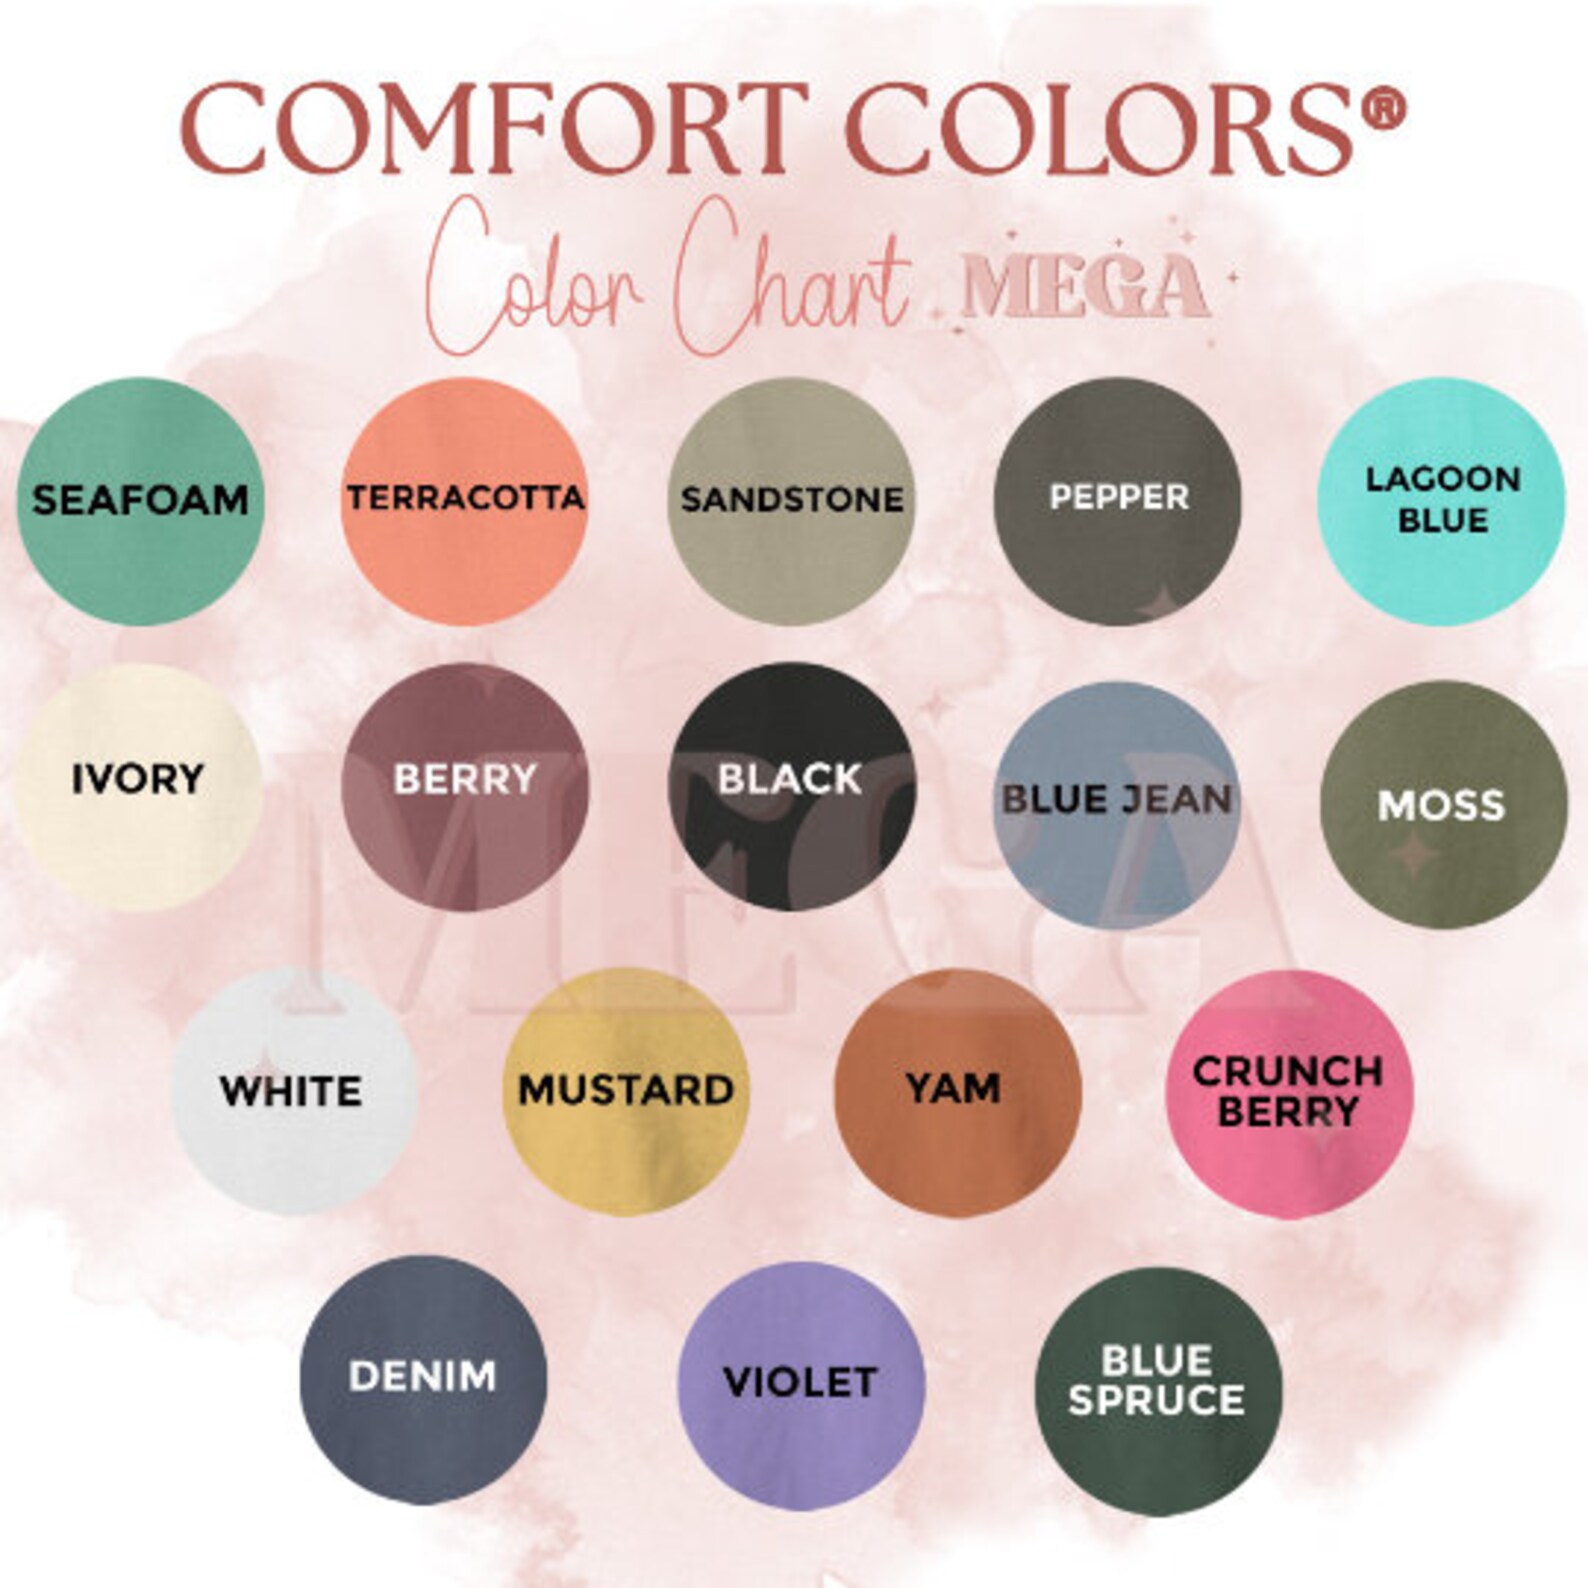 COMFORT COLORS®
Color Chart MEGA
SEAFOAM
TERRACOTTA
SANDSTONE
PEPPER
LAGOON
BLUE
IVORY
BERRY
BLACK
BLUE JEAN
MOSS
MEGA
WHITE
MUSTARD
YAM
CRUNCH
BERRY
DENIM
VIOLET
BLUE
SPRUCE